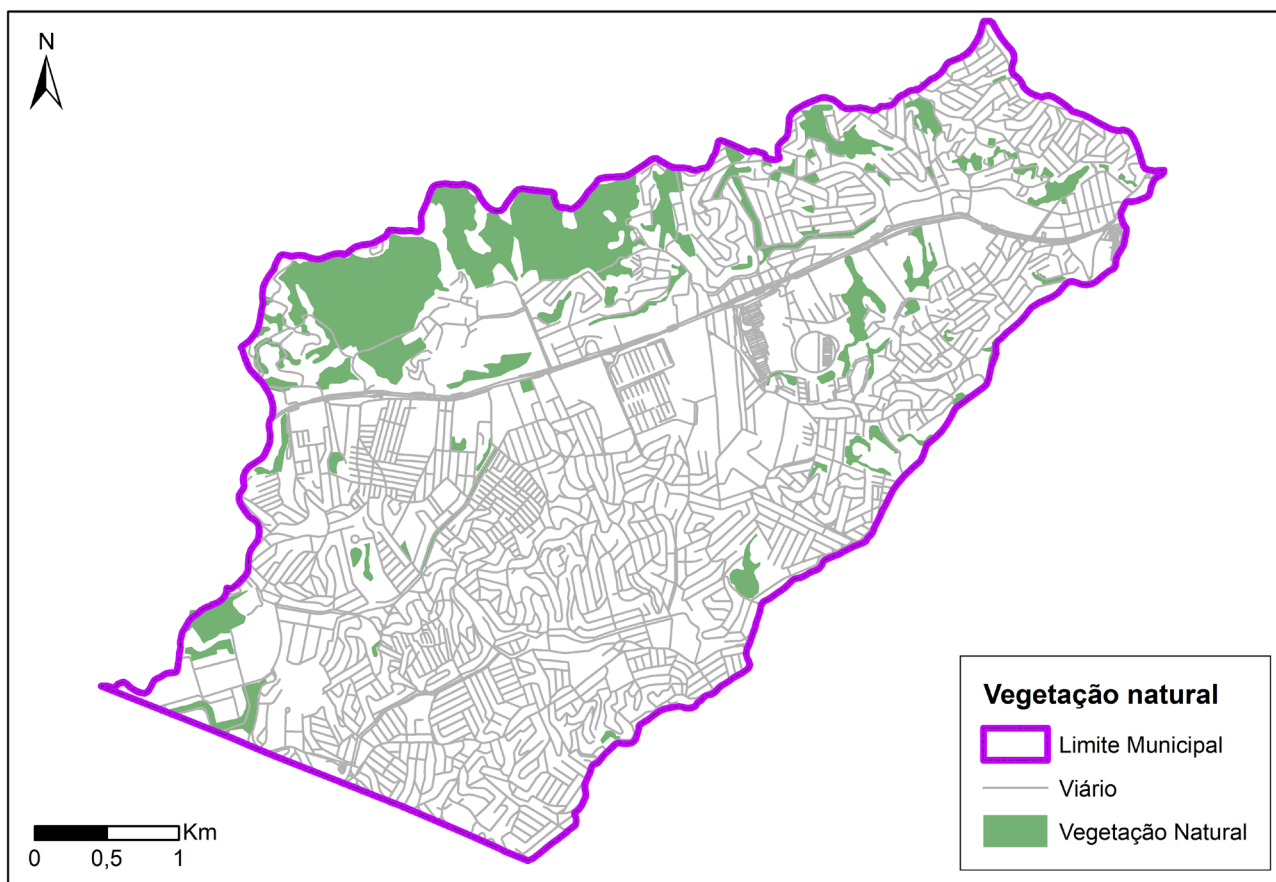 N
Vegetação natural
Limite Municipal
Viário
Vegetação Natural
Km
0 0,5 1